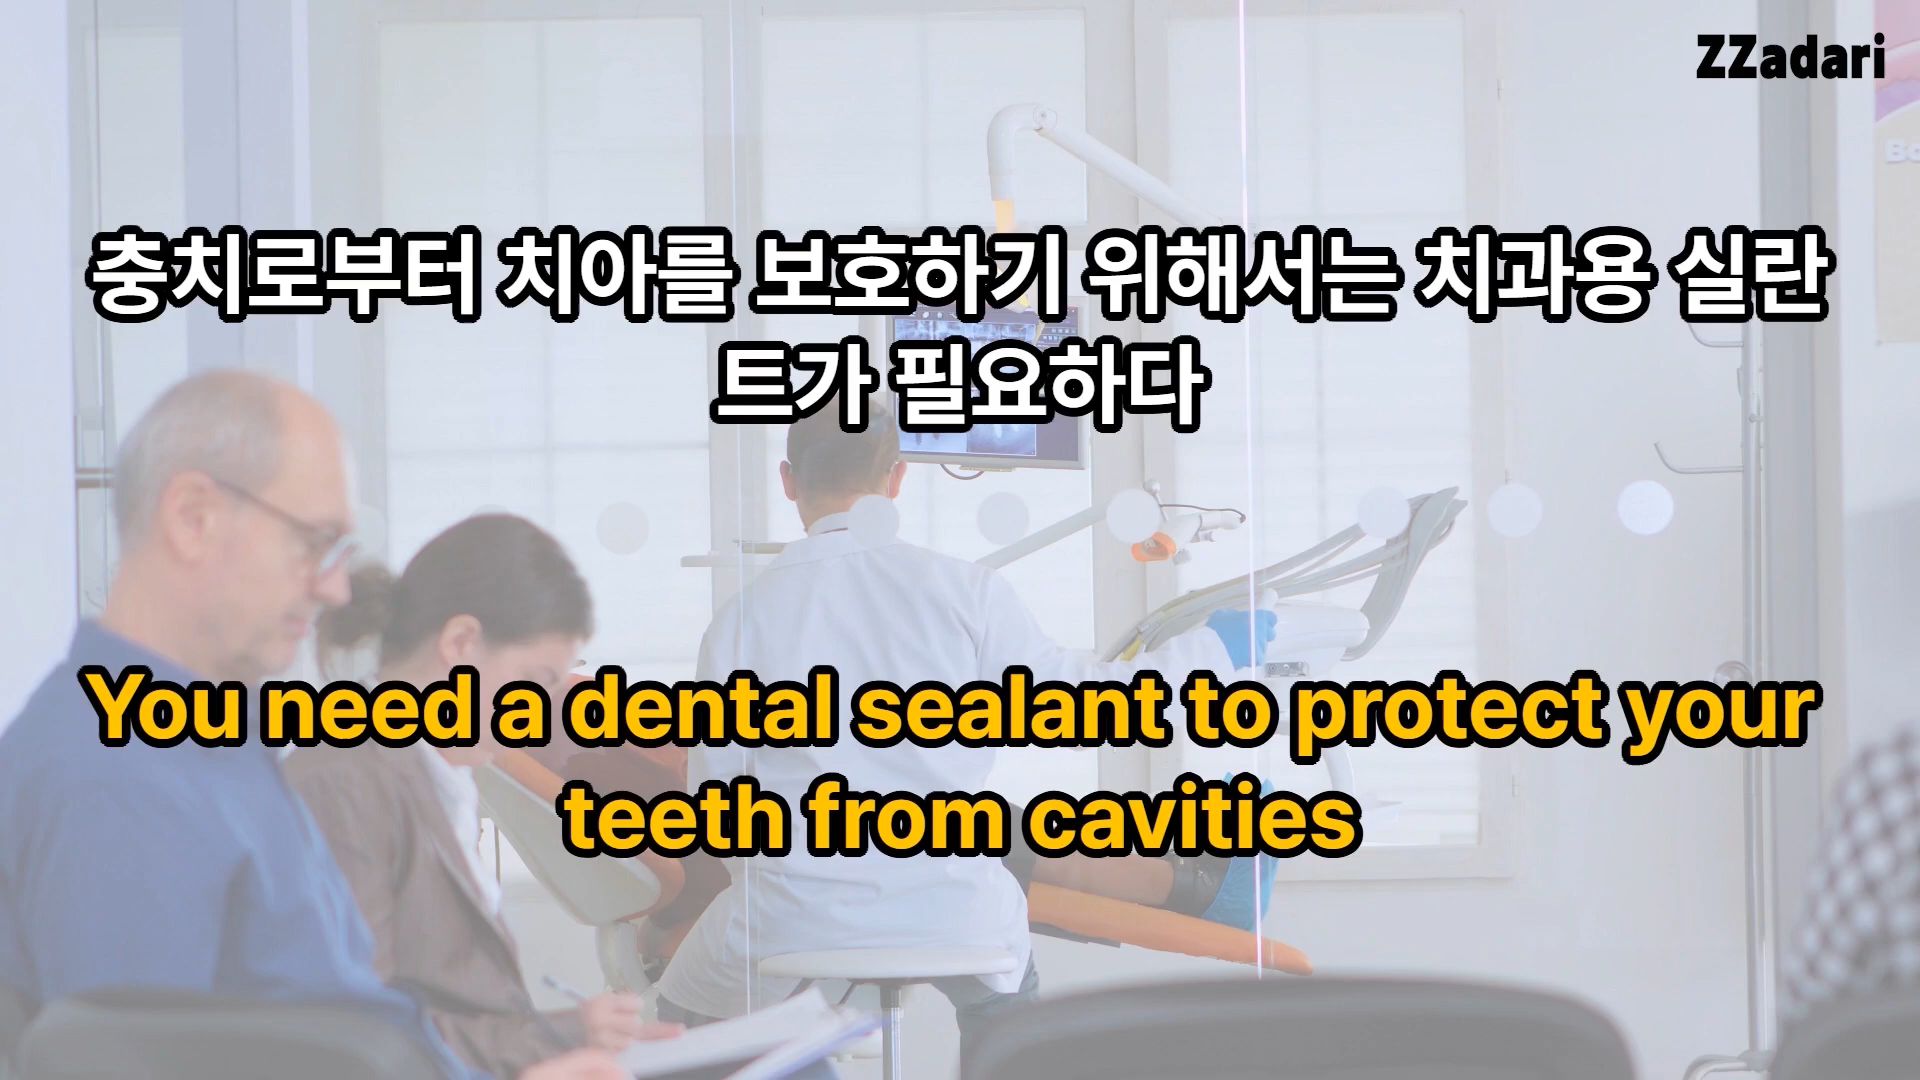 ZZadari
충치로부터 치아를 보호하기 위해서는 치과용 실란
트가 필요하다
You need a dental sealant to protect your
teeth from cavities